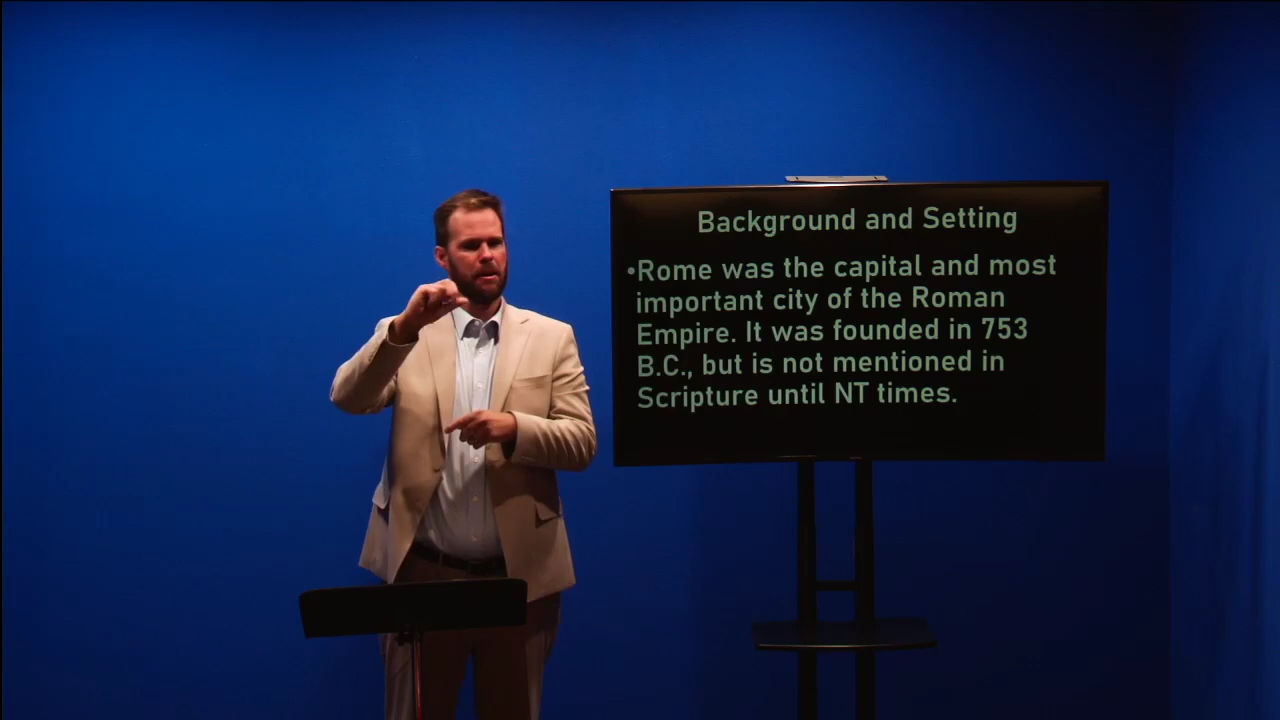 Background and Setting
•Rome was the capital and most
important city of the Roman
Empire. It was founded in 753
B.C., but is not mentioned in
Scripture until NT times.